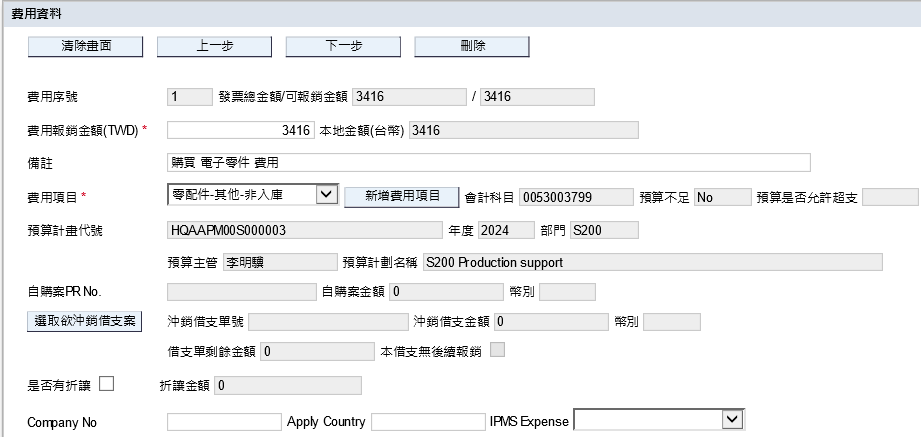 費用資料
清除畫面 上一步 下一步 刪除
費用序號 1 發票總金額/可報銷金額 3416 / 3416
費用報銷金額(TWD) * 3416 本地金額(台幣) 3416
備註 購買 電子零件 費用
費用項目 * 零配件-其他-非入庫 新增費用項目 會計科目 0053003799 預算不足 No 預算是否允許超支
預算計畫代號 HQAAPM00S000003 年度 2024 部門 S200
預算主管 李明驥 預算計劃名稱 S200 Production support
自購案PR No. 自購案金額 0 幣別
選取欲沖銷借支案 沖銷借支單號 沖銷借支金額 0 幣別
借支單剩餘金額 0 本借支無後續報銷
是否有折讓 折讓金額 0
Company No Apply Country IPMS Expense